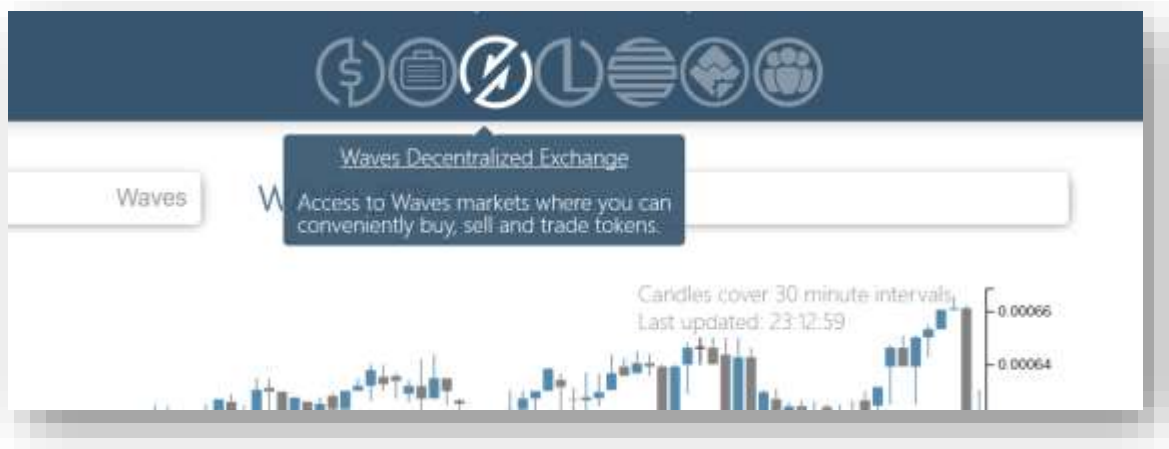 Waves Decentralized Exchange
Waves
W
Access to Waves markets where you can
conveniently buy, sell and trade tokens.
Candles cover 30 minute intervals
Last updated: 23:12:59
0.00066
0.00064